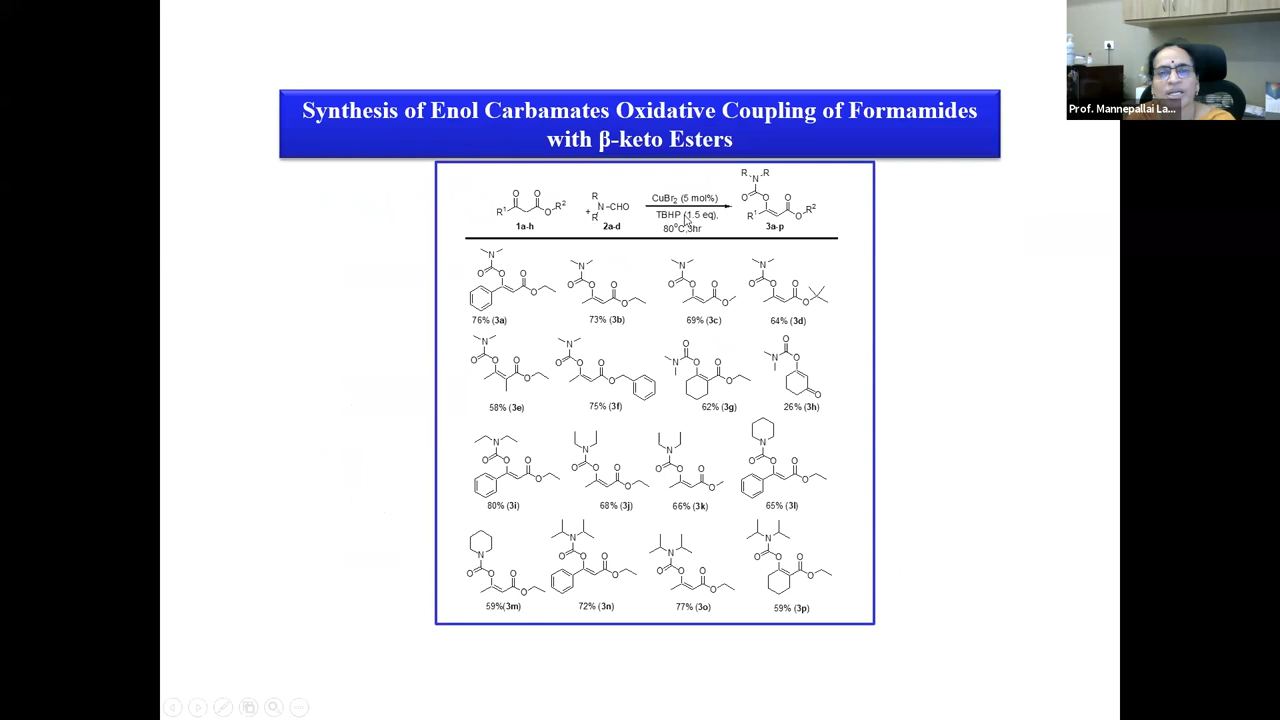 Synthesis of Enol Carbamates Oxidative Coupling of Formamides
with β-keto Esters
Prof. Mannepallai La...
CuBr2 (5 mol%)
TBHP (1.5 eq),
80°C,3hr
1a-h
2a-d
3a-p
76% (3a)
73% (3b)
69% (3c)
64% (3d)
58% (3e)
75% (3f)
62% (3g)
26% (3h)
80% (3i)
68% (3j)
66% (3k)
65% (3l)
59%(3m)
72% (3n)
77% (3o)
59% (3p)